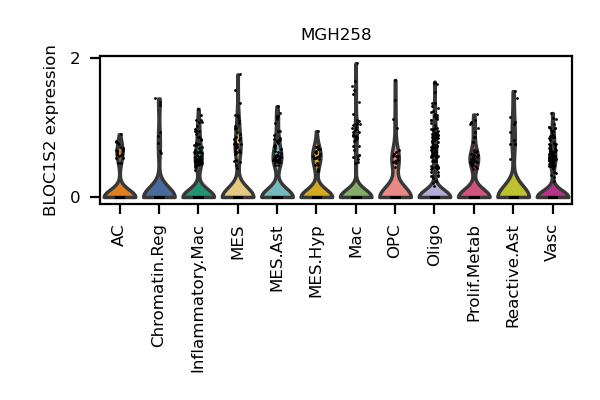 MGH258
BLOC1S2 expression
2
0
AC
Chromatin.Reg
Inflammatory.Mac
MES
MES.Ast
MES.Hyp
Mac
OPC
Oligo
Prolif.Metab
Reactive.Ast
Vasc